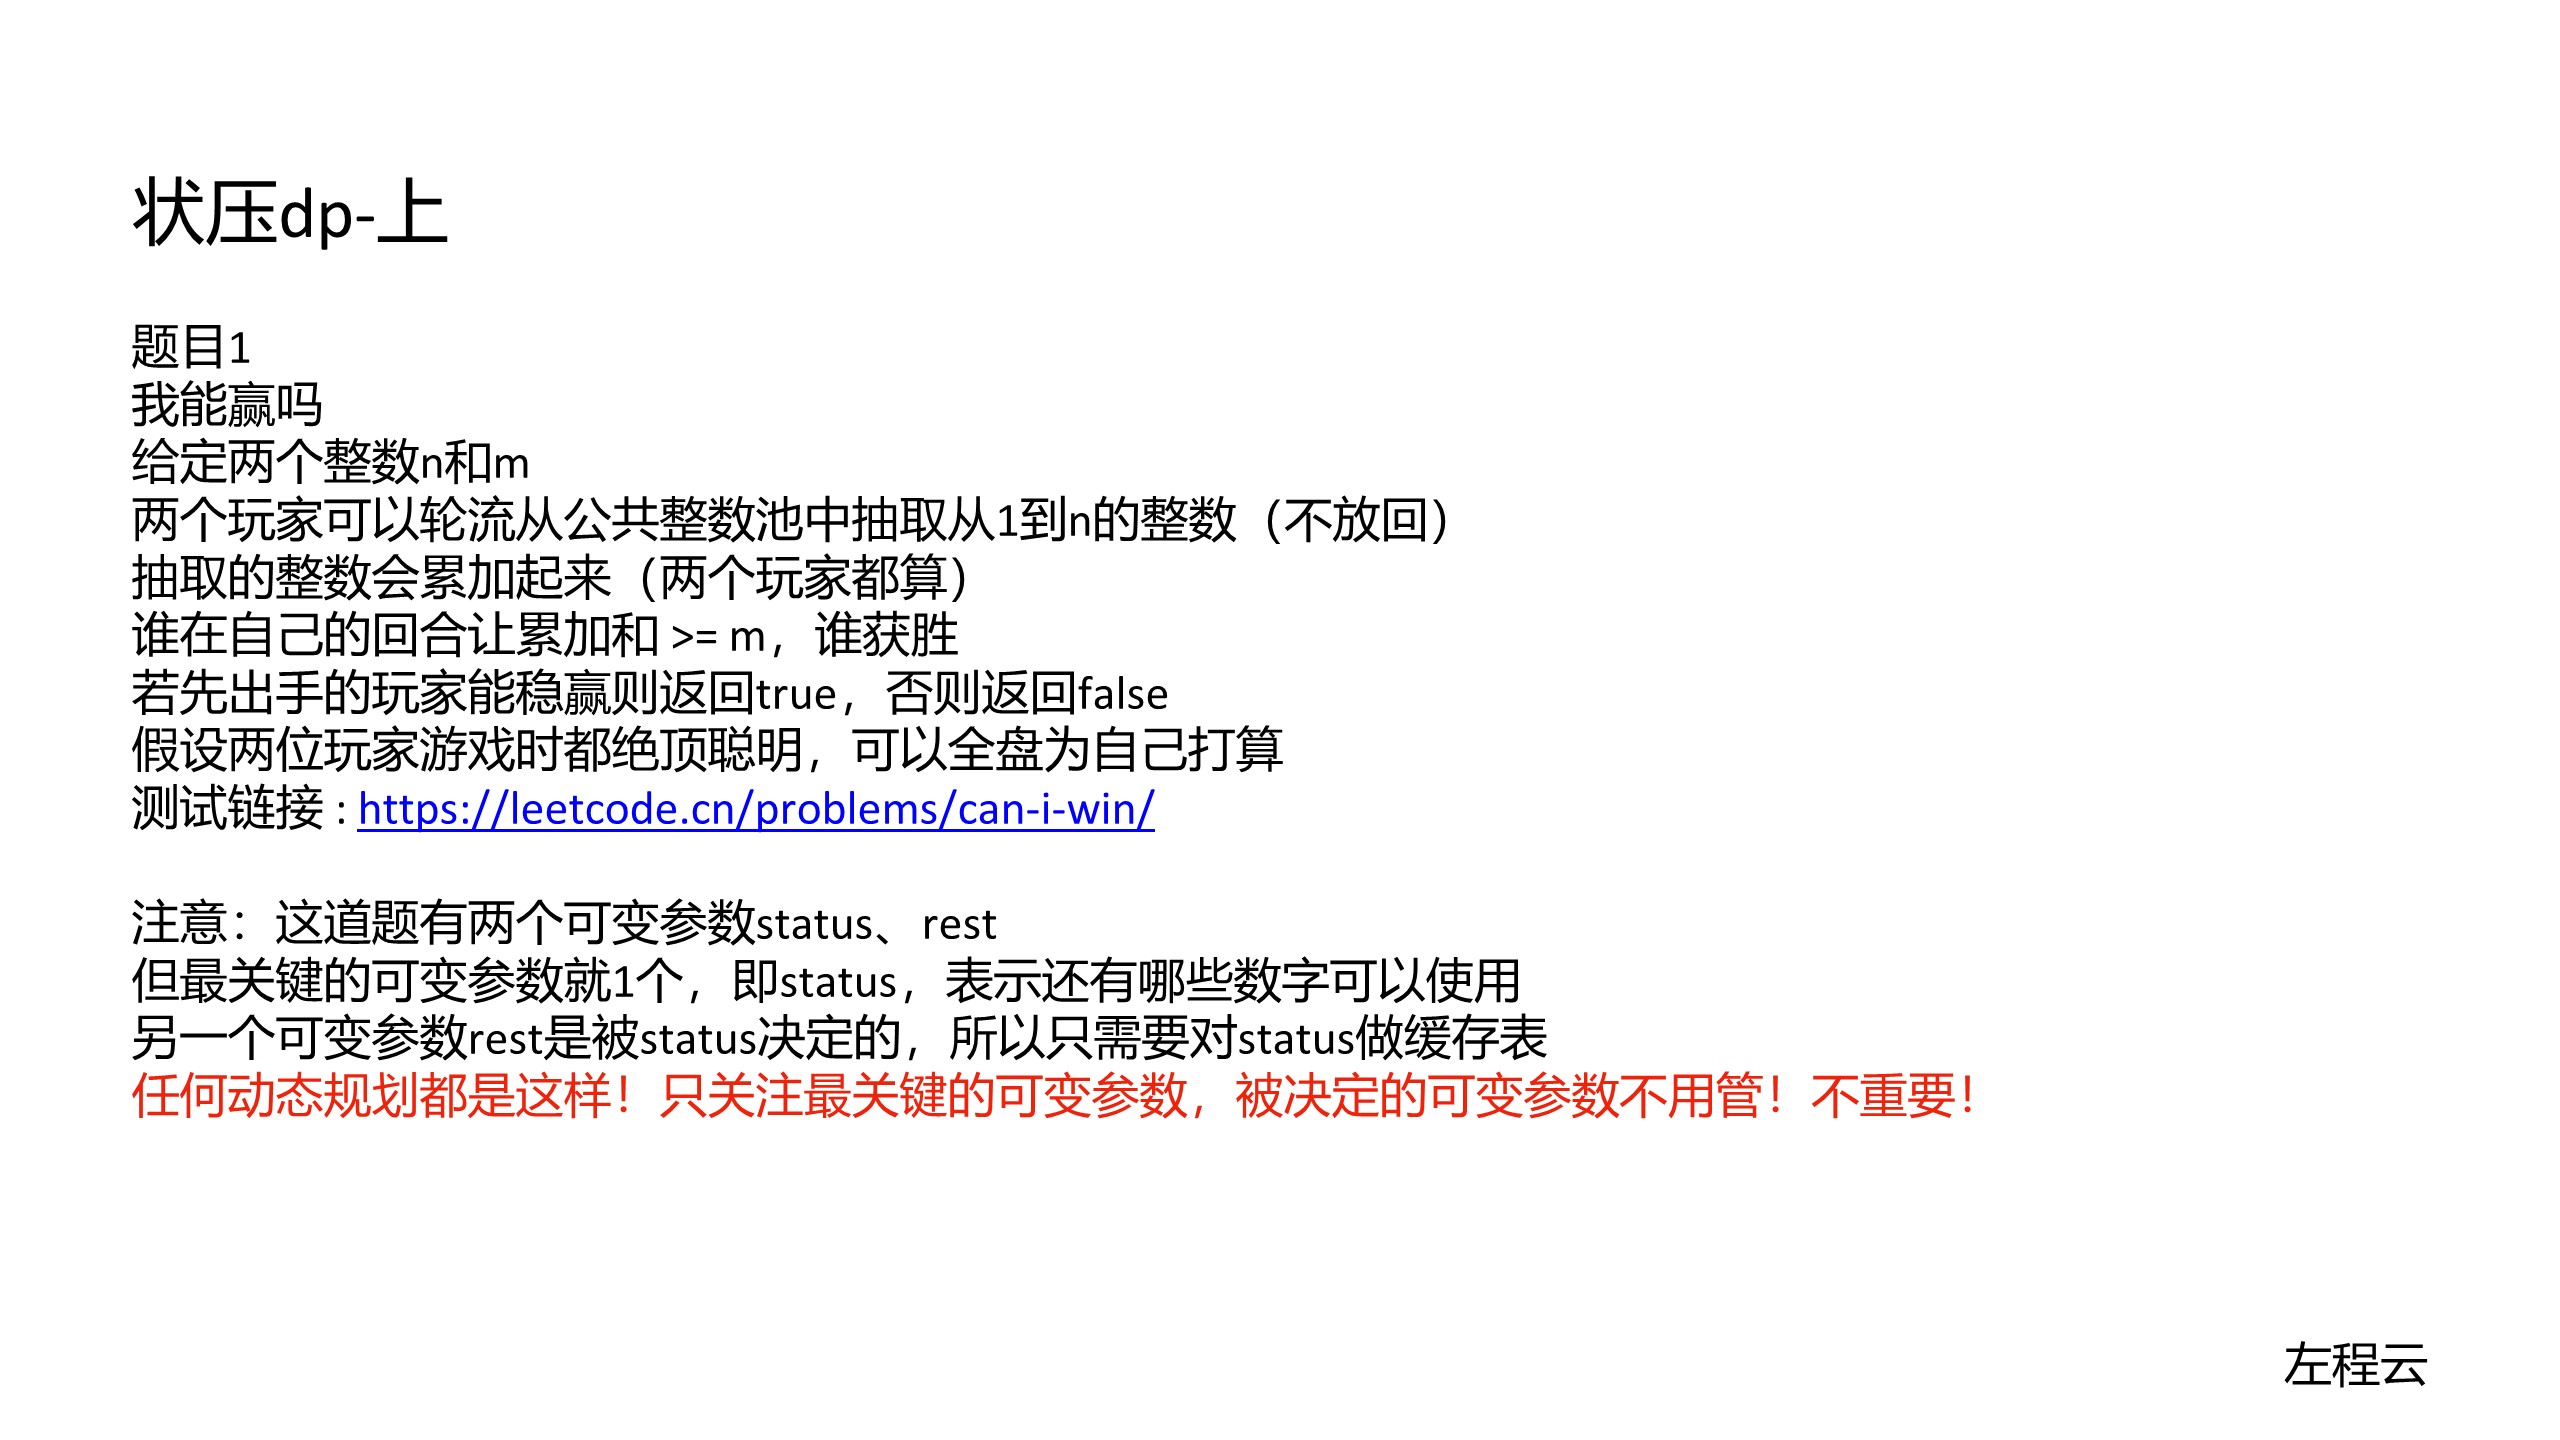 状压dp-上
题目1
我能赢吗
给定两个整数n和m
两个玩家可以轮流从公共整数池中抽取从1到n的整数（不放回）
抽取的整数会累加起来（两个玩家都算）
谁在自己的回合让累加和 >= m，谁获胜
若先出手的玩家能稳赢则返回true，否则返回false
假设两位玩家游戏时都绝顶聪明，可以全盘为自己打算
测试链接 : https://leetcode.cn/problems/can-i-win/
注意：这道题有两个可变参数status、rest
但最关键的可变参数就1个，即status，表示还有哪些数字可以使用
另一个可变参数rest是被status决定的，所以只需要对status做缓存表
任何动态规划都是这样！只关注最关键的可变参数，被决定的可变参数不用管！不重要！
左程云